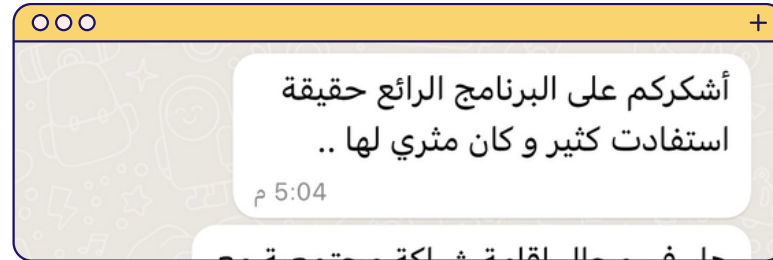 أشكركم على البرنامج الرائع حقيقة
استفادت كثير و كان مثري لها ..
5:04 م